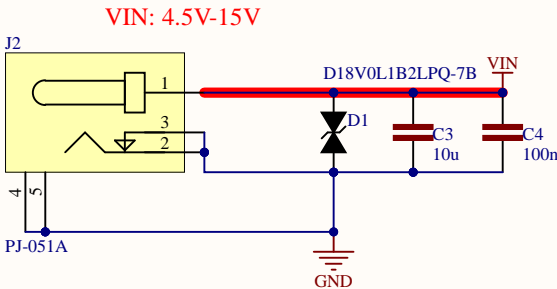 VIN: 4.5V-15V
J2
D18V0L1B2LPQ-7B
VIN
1
D1
3
C3
C4
2
10u
100n
4
5
PJ-051A
GND